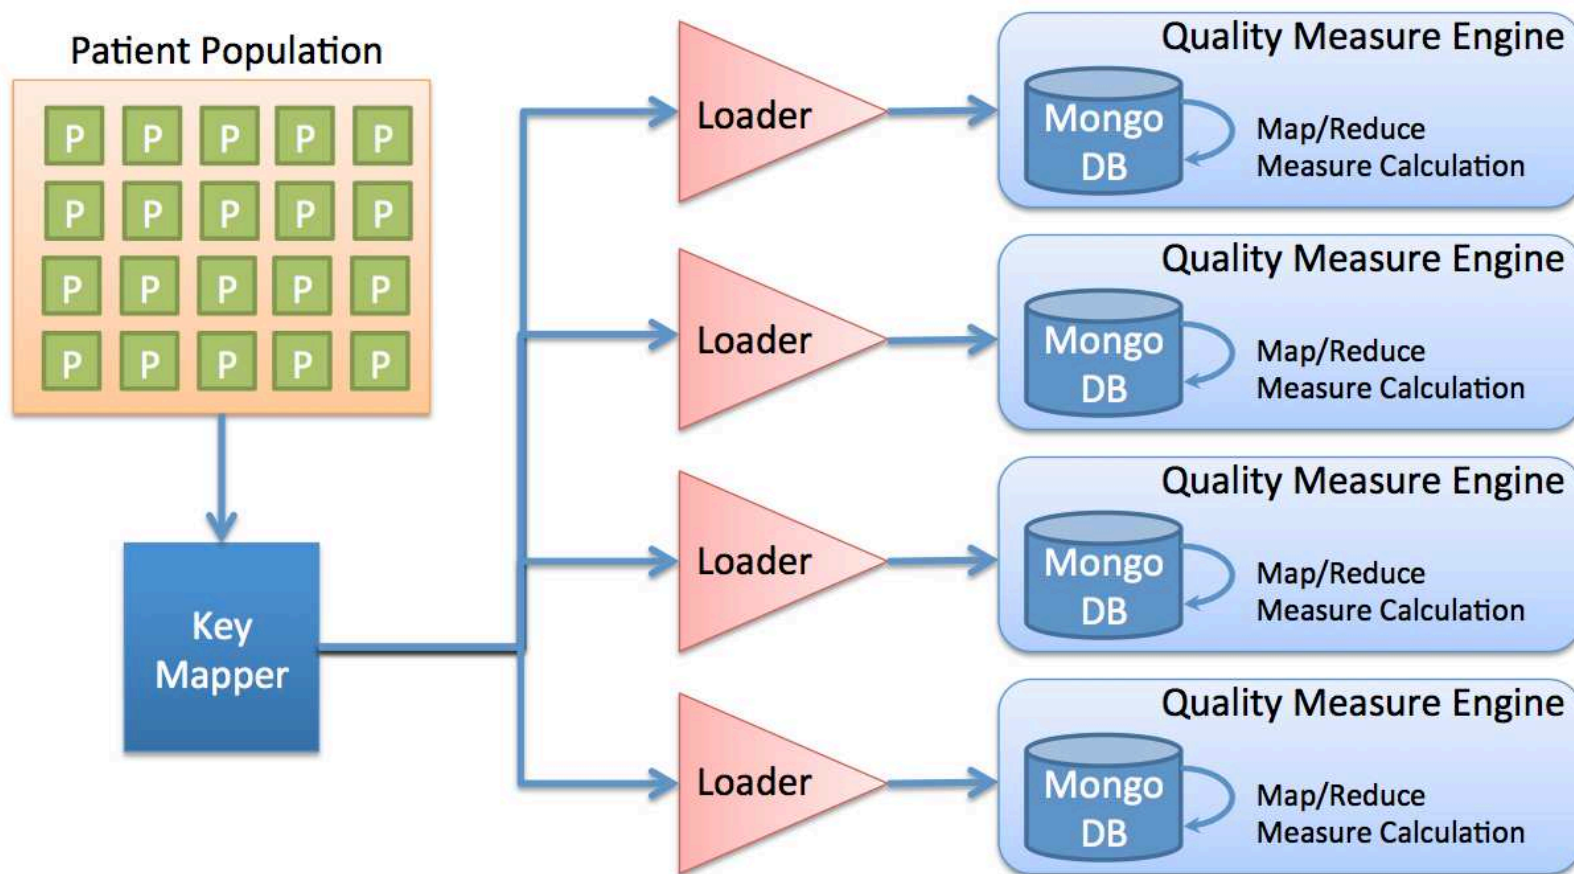 Patient Population
P P P P P
P P P P P
P P P P P
P P P P P
Key
Mapper
Loader
Quality Measure Engine
Mongo
DB
Map/Reduce
Measure Calculation
Loader
Quality Measure Engine
Mongo
DB
Map/Reduce
Measure Calculation
Loader
Quality Measure Engine
Mongo
DB
Map/Reduce
Measure Calculation
Loader
Quality Measure Engine
Mongo
DB
Map/Reduce
Measure Calculation